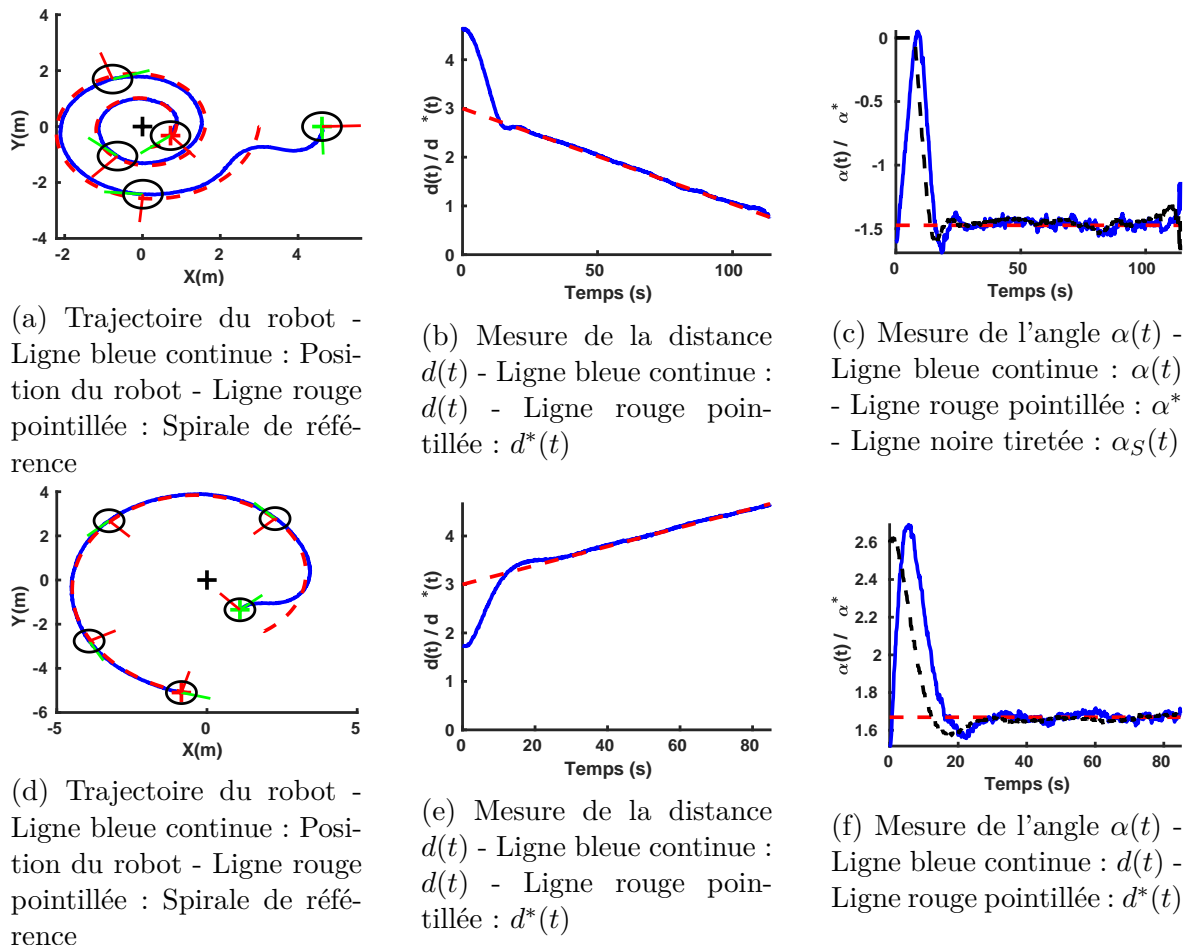 4
2
0
-2
-4
Y(m)
-2 0 2 4
X(m)
(a) Trajectoire du robot -
Ligne bleue continue : Posi-
tion du robot - Ligne rouge
pointillée : Spirale de réfé-
rence
4
3
2
1
0
d(t) / d *(t)
0 50 100
Temps (s)
(b) Mesure de la distance
d(t) - Ligne bleue continue :
d(t) - Ligne rouge poin-
tillée : d*(t)
0
-0.5
-1
-1.5
α(t) / α*
0 50 100
Temps (s)
(c) Mesure de l'angle α(t) -
Ligne bleue continue : α(t)
- Ligne rouge pointillée : α*
- Ligne noire tiretée : αS(t)
4
2
0
-2
-4
-6
Y(m)
-5 0 5
X(m)
(d) Trajectoire du robot -
Ligne bleue continue : Posi-
tion du robot - Ligne rouge
pointillée : Spirale de réfé-
rence
4
3
2
1
0
d(t) / d *(t)
0 20 40 60 80
Temps (s)
(e) Mesure de la distance
d(t) - Ligne bleue continue :
d(t) - Ligne rouge poin-
tillée : d*(t)
2.6
2.4
2.2
2
1.8
1.6
α(t) / α*
0 20 40 60 80
Temps (s)
(f) Mesure de l'angle α(t) -
Ligne bleue continue : d(t) -
Ligne rouge pointillée : d*(t)